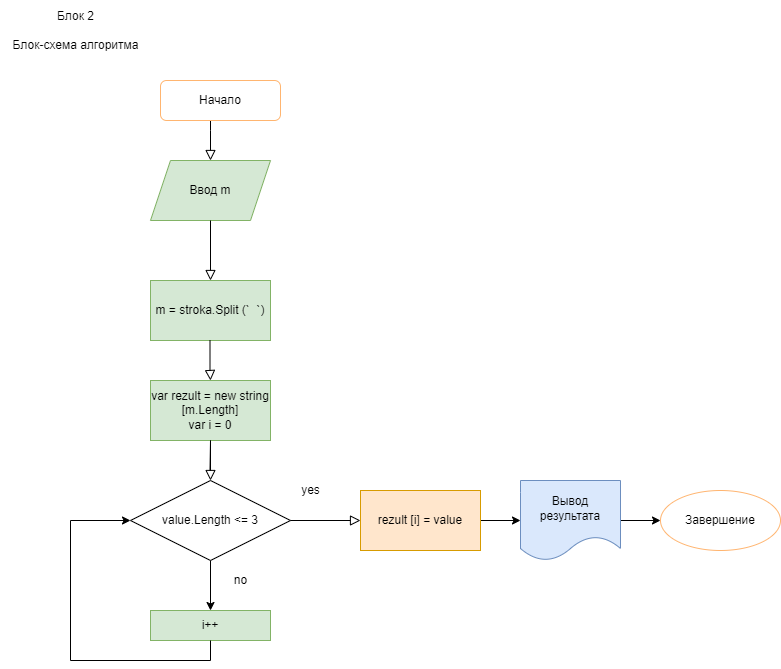 Блок 2
Блок-схема алгоритма
Начало
Ввод m
m = stroka.Split (` `)
var rezult = new string
[m.Length]
var i = 0
value.Length <= 3
yes
rezult [i] = value
Вывод
результата
Завершение
no
i++